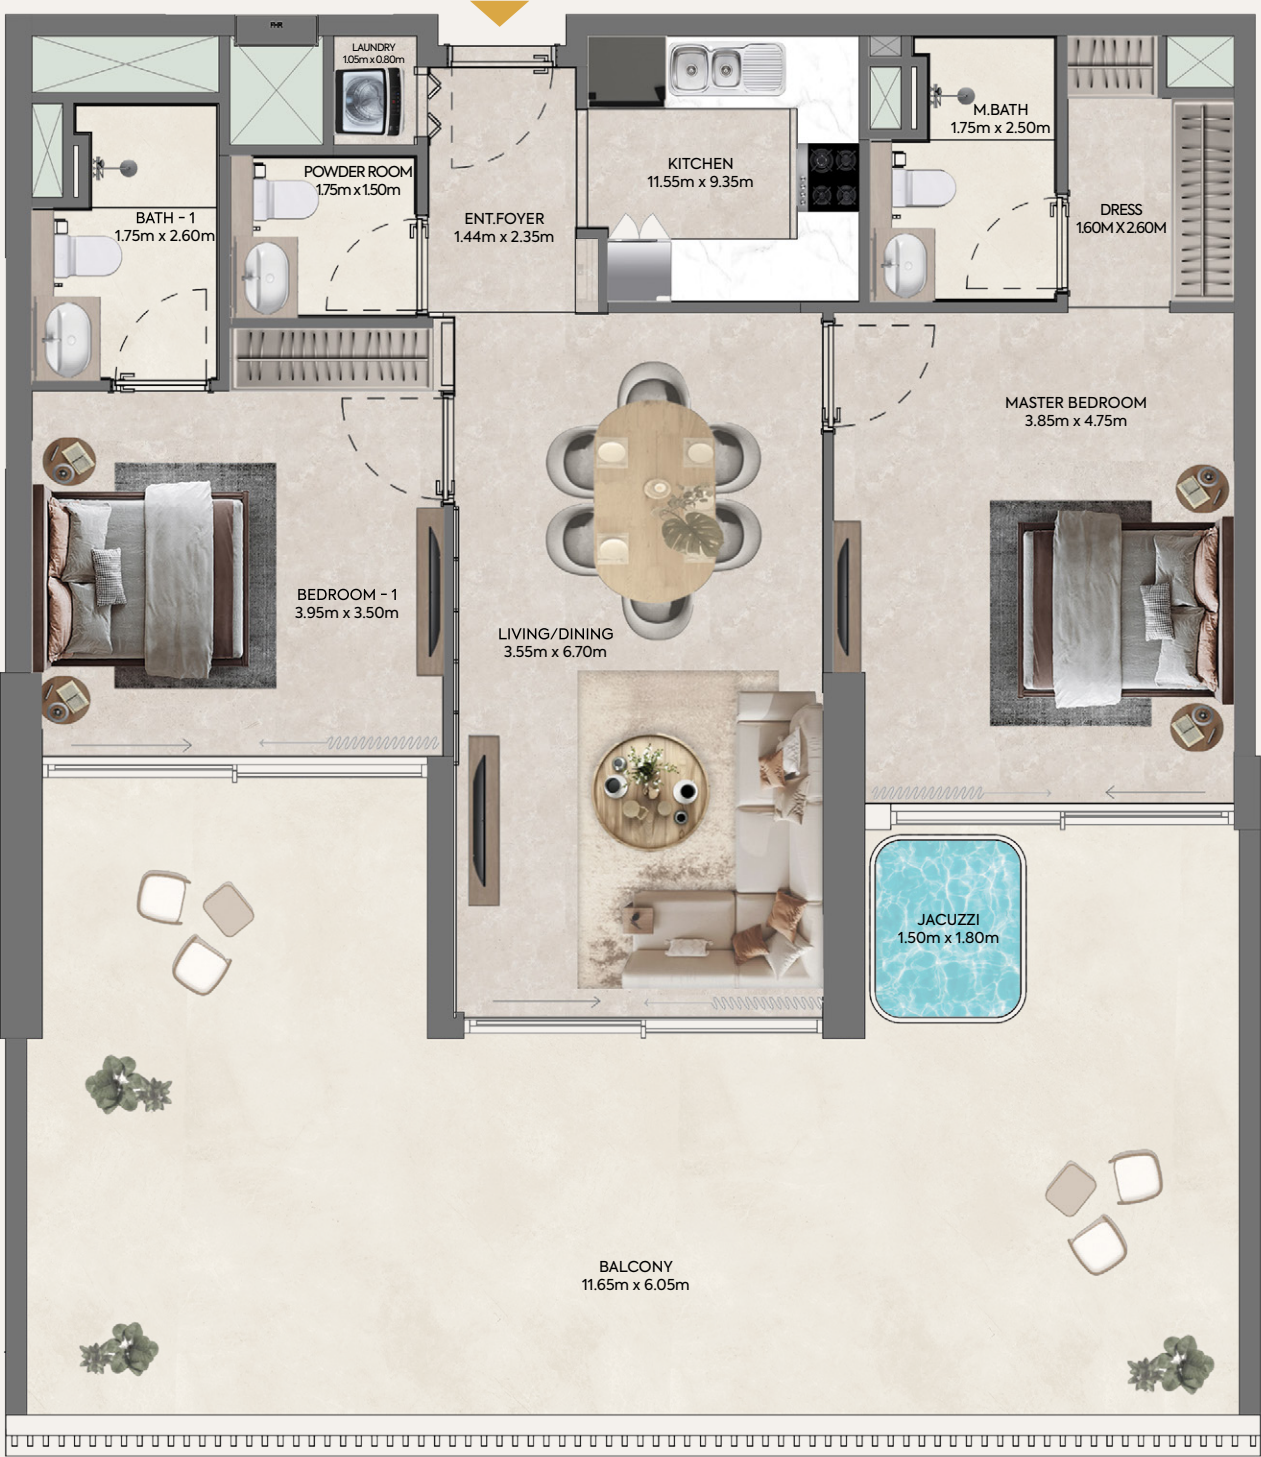 FHR
LAUNDRY
1.05m x 0.80m
M.BATH
1.75m x 2.50m
KITCHEN
11.55m x 9.35m
POWDER ROOM
1.75m x 1.50m
DRESS
1.60M X 2.60M
BATH - 1
1.75m x 2.60m
ENT.FOYER
1.44m x 2.35m
MASTER BEDROOM
3.85m x 4.75m
BEDROOM - 1
3.95m x 3.50m
LIVING/DINING
3.55m x 6.70m
JACUZZI
1.50m x 1.80m
BALCONY
11.65m x 6.05m